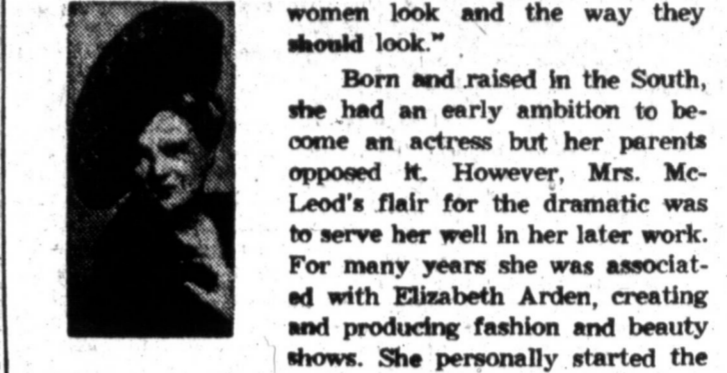 women look and the way they
should look."
Born and raised in the South,
she had an early ambition to be-
come an actress but her parents
opposed it. However, Mrs. Mc-
Leod's flair for the dramatic was
to serve her well in her later work.
For many years she was associat-
ed with Elizabeth Arden, creating
and producing fashion and beauty
shows. She personally started the